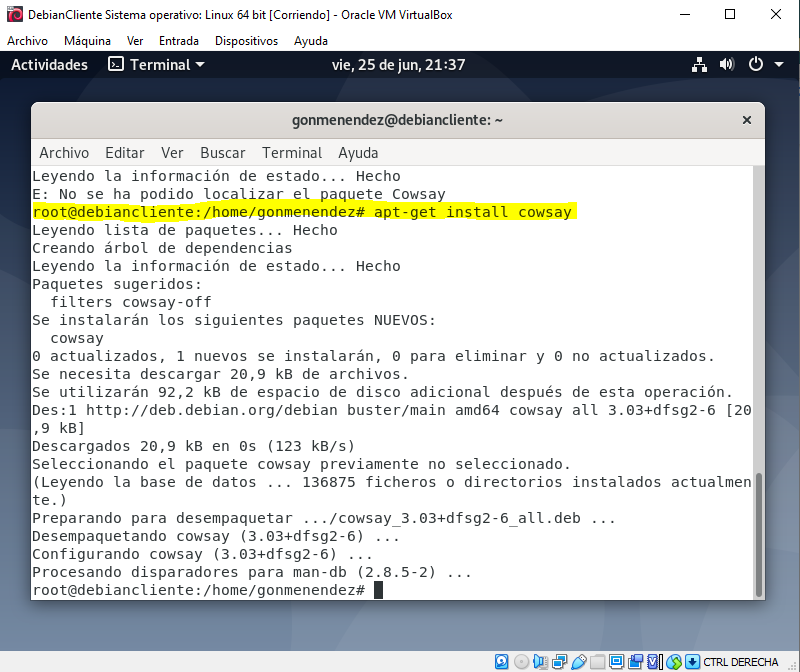 DebianCliente Sistema operativo: Linux 64 bit [Corriendo] - Oracle VM VirtualBox
Archivo Máquina Ver Entrada Dispositivos Ayuda
Actividades Terminal vie, 25 de jun, 21:37
gonmenendez@debiancliente: ~
Archivo Editar Ver Buscar Terminal Ayuda
Leyendo la información de estado... Hecho
E: No se ha podido localizar el paquete Cowsay
root@debiancliente:/home/gonmenendez# apt-get install cowsay
Leyendo lista de paquetes... Hecho
Creando árbol de dependencias
Leyendo la información de estado... Hecho
Paquetes sugeridos:
  filters cowsay-off
Se instalarán los siguientes paquetes NUEVOS:
  cowsay
0 actualizados, 1 nuevos se instalarán, 0 para eliminar y 0 no actualizados.
Se necesita descargar 20,9 kB de archivos.
Se utilizarán 92,2 kB de espacio de disco adicional después de esta operación.
Des:1 http://deb.debian.org/debian buster/main amd64 cowsay all 3.03+dfsg2-6 [20
,9 kB]
Descargados 20,9 kB en 0s (123 kB/s)
Seleccionando el paquete cowsay previamente no seleccionado.
(Leyendo la base de datos ... 136875 ficheros o directorios instalados actualmen
te.)
Preparando para desempaquetar .../cowsay_3.03+dfsg2-6_all.deb ...
Desempaquetando cowsay (3.03+dfsg2-6) ...
Configurando cowsay (3.03+dfsg2-6) ...
Procesando disparadores para man-db (2.8.5-2) ...
root@debiancliente:/home/gonmenendez#
CTRL DERECHA